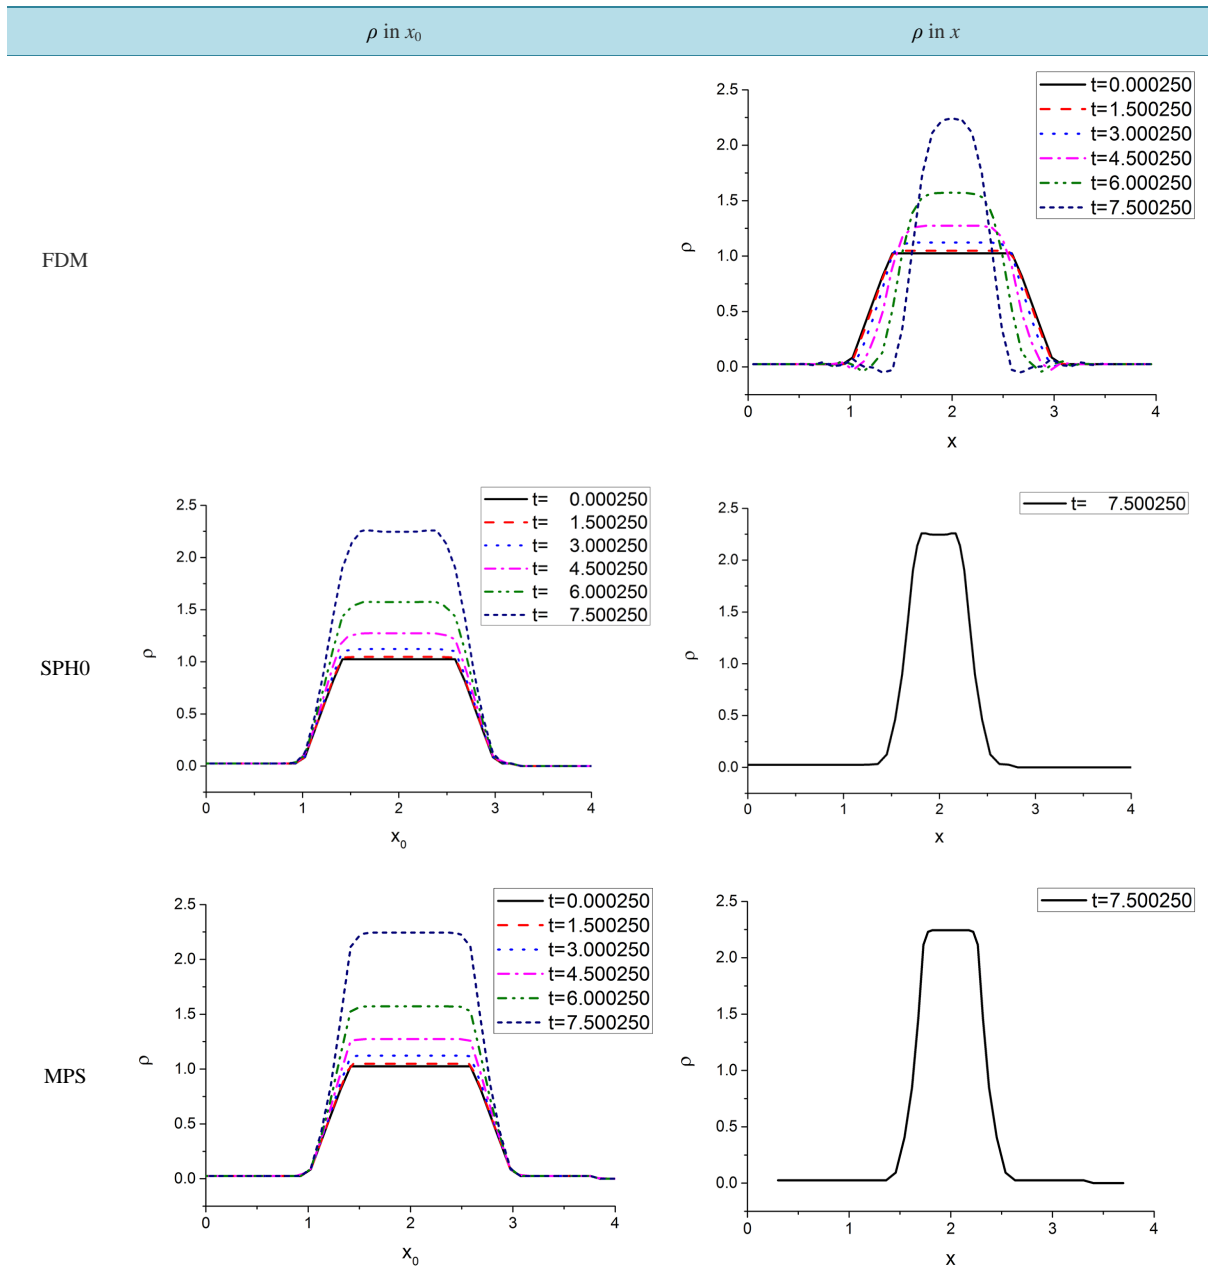 ρ in x₀ ρ in x
FDM
t=0.000250
t=1.500250
t=3.000250
t=4.500250
t=6.000250
t=7.500250
2.5
2.0
1.5
1.0
0.5
0.0
ρ
0 1 2 3 4
x
SPH0
t= 0.000250
t= 1.500250
t= 3.000250
t= 4.500250
t= 6.000250
t= 7.500250
2.5
2.0
1.5
1.0
0.5
0.0
ρ
0 1 2 3 4
x₀
t= 7.500250
2.5
2.0
1.5
1.0
0.5
0.0
ρ
0 1 2 3 4
x
MPS
t=0.000250
t=1.500250
t=3.000250
t=4.500250
t=6.000250
t=7.500250
2.5
2.0
1.5
1.0
0.5
0.0
ρ
0 1 2 3 4
x₀
t=7.500250
2.5
2.0
1.5
1.0
0.5
0.0
ρ
0 1 2 3 4
x